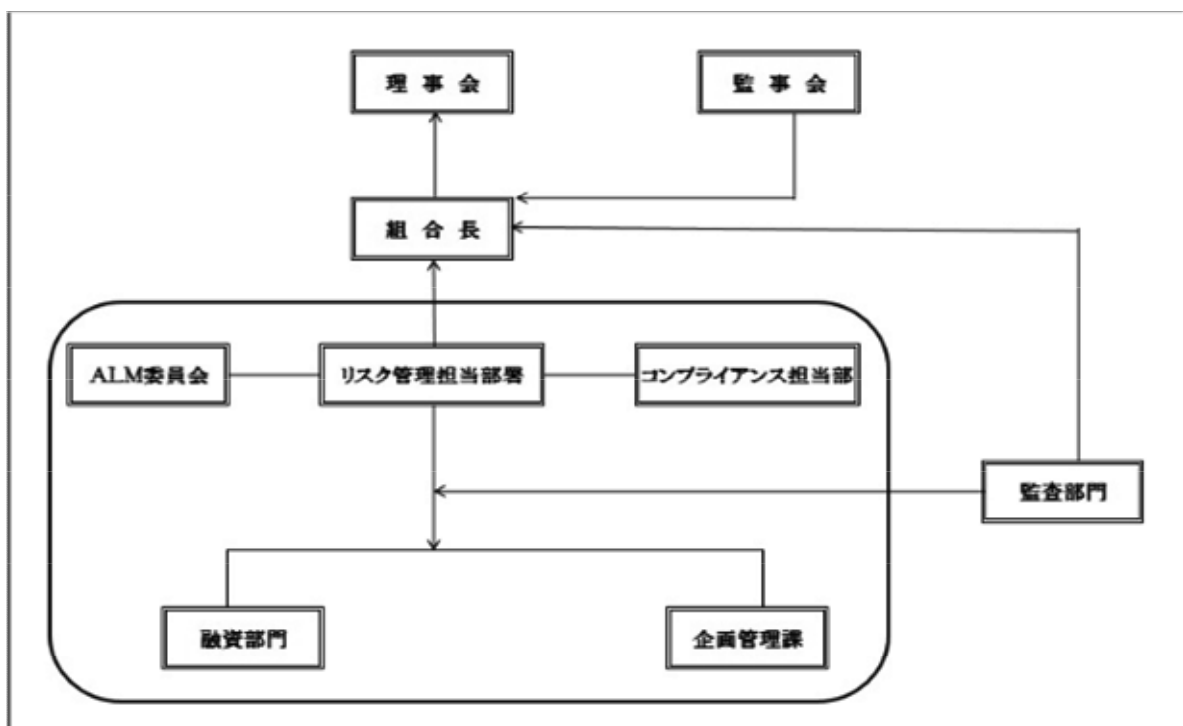 理事会
監事会
組合長
ALM委員会
リスク管理担当部署
コンプライアンス担当部
監査部門
融資部門
企画管理課